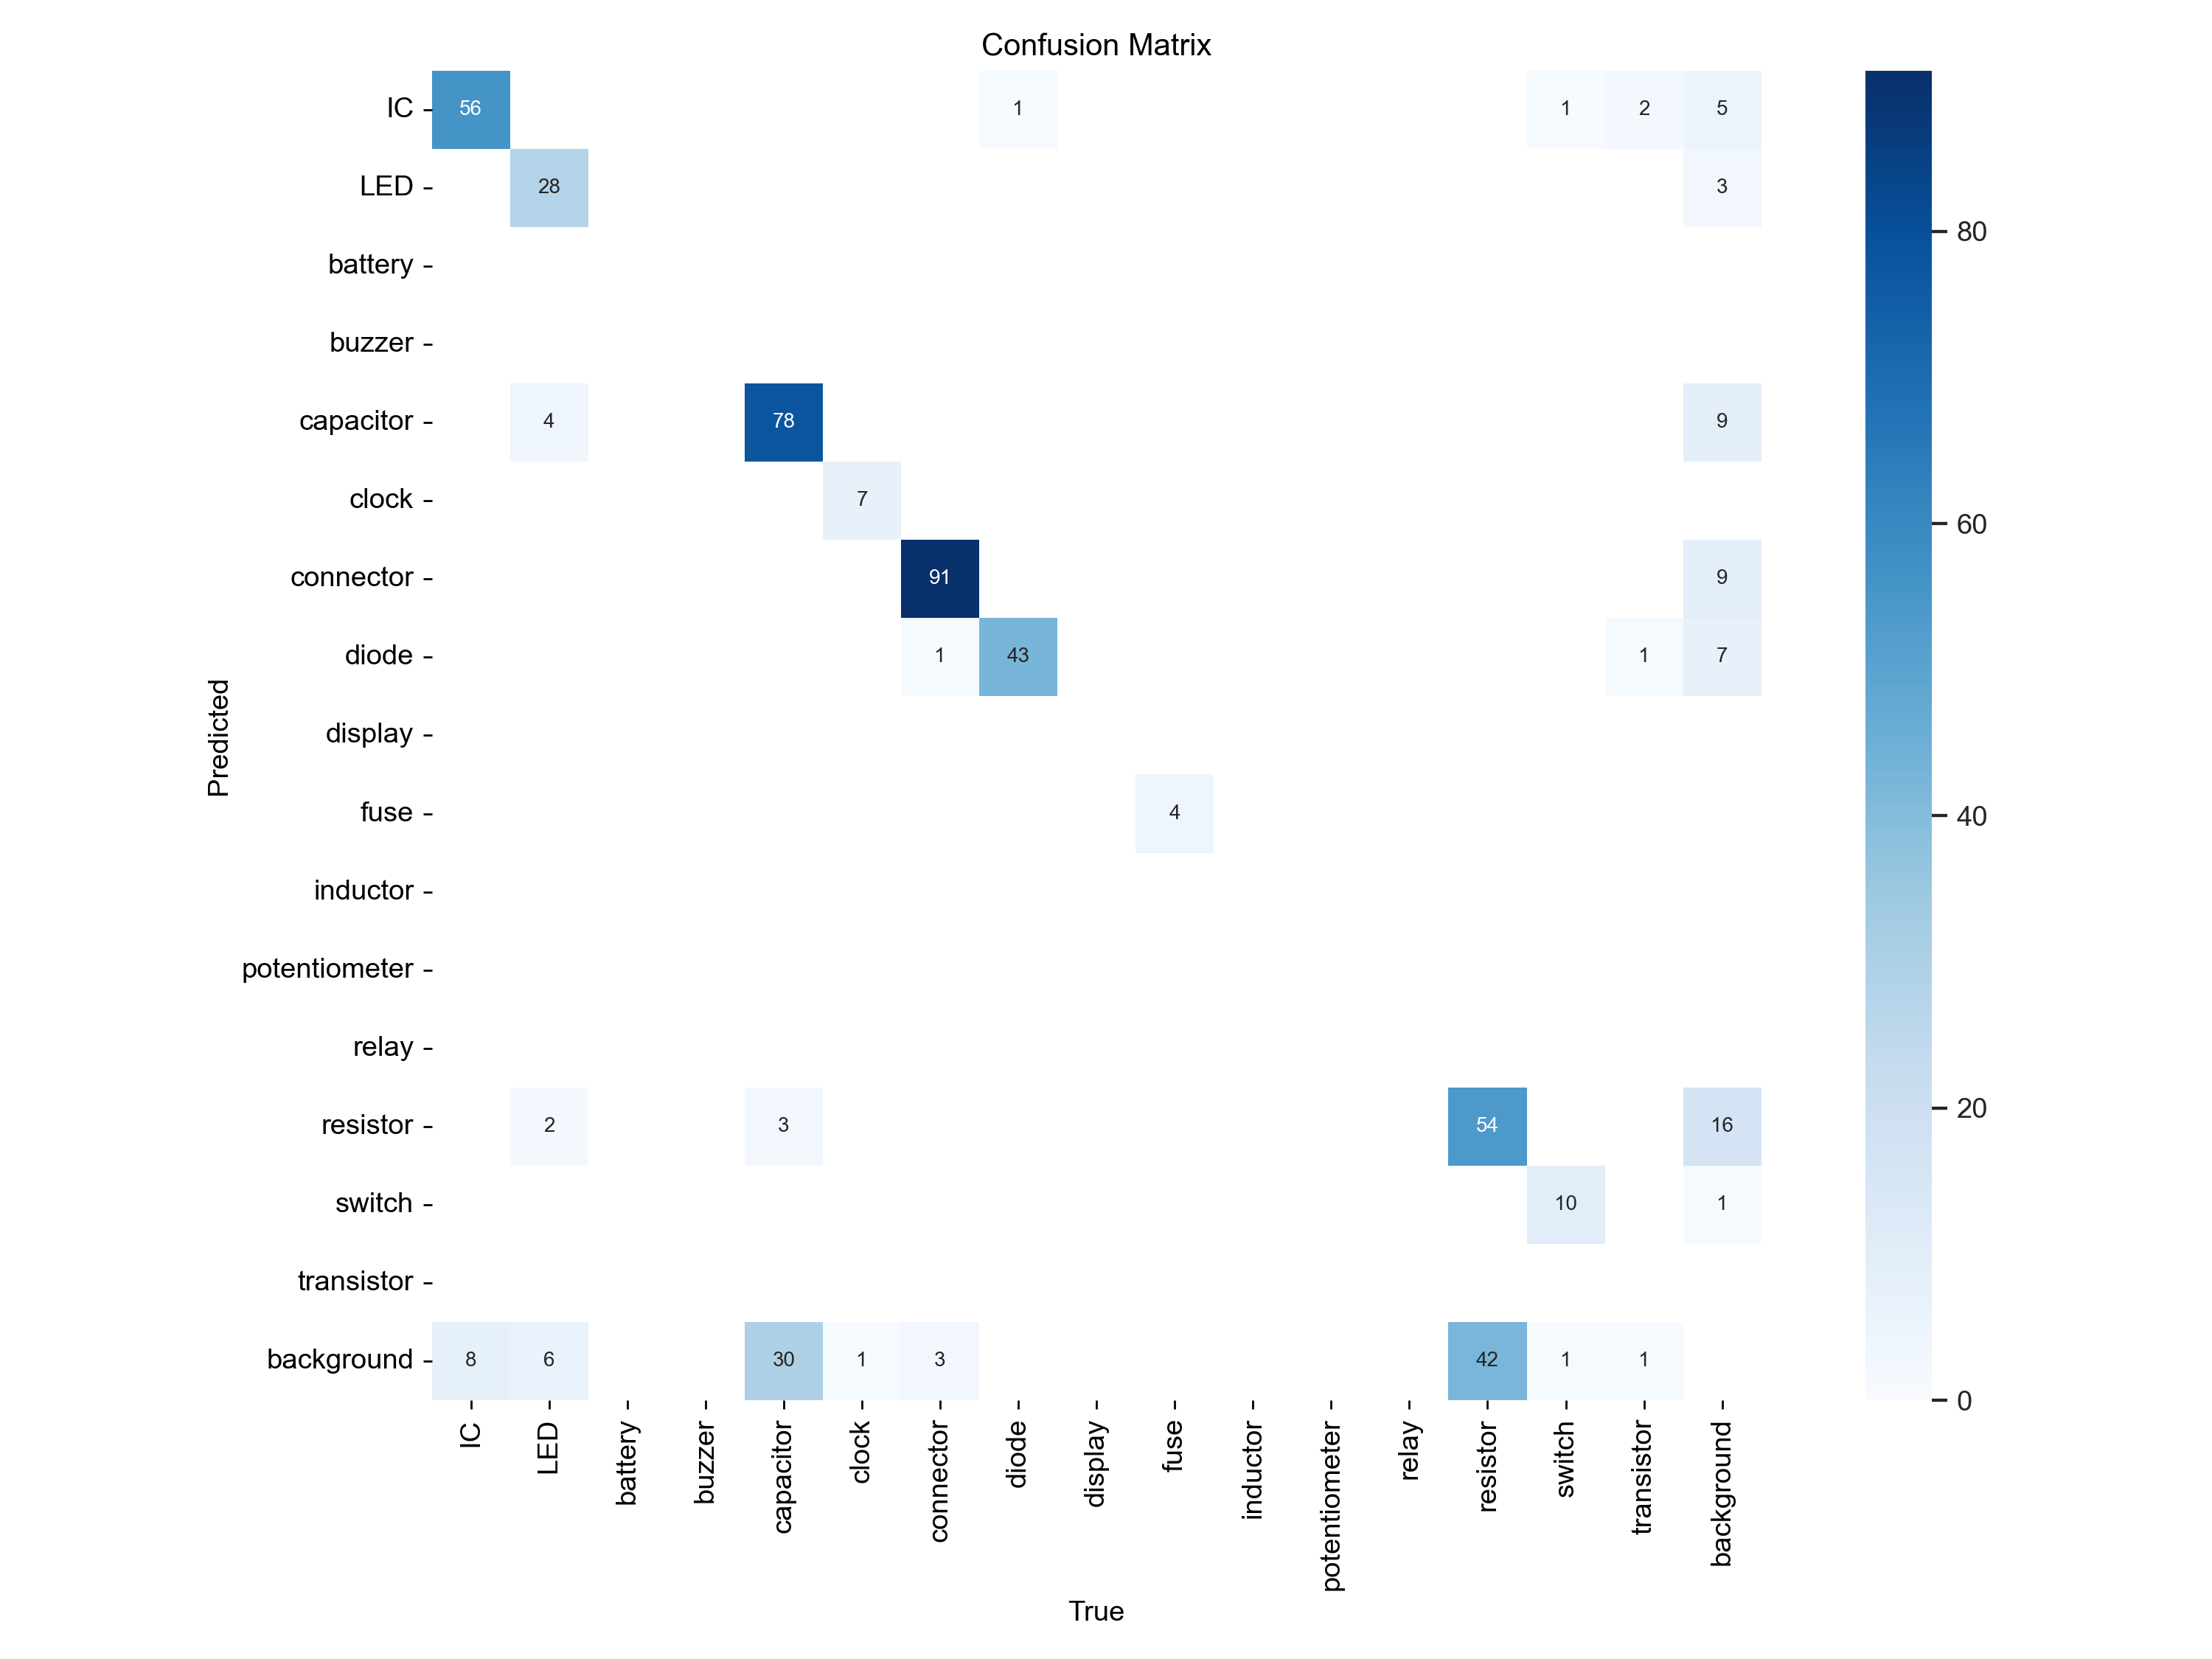 Confusion Matrix
IC 56 1 1 2 5
LED 28 3
battery
buzzer
capacitor 4 78 9
clock 7
connector 91 9
diode 1 43 1 7
display
fuse 4
inductor
potentiometer
relay
resistor 2 3 54 16
switch 10 1
transistor
background 8 6 30 1 3 42 1 1
IC LED battery buzzer capacitor clock connector diode display fuse inductor potentiometer relay resistor switch transistor background
True
Predicted
80
60
40
20
0